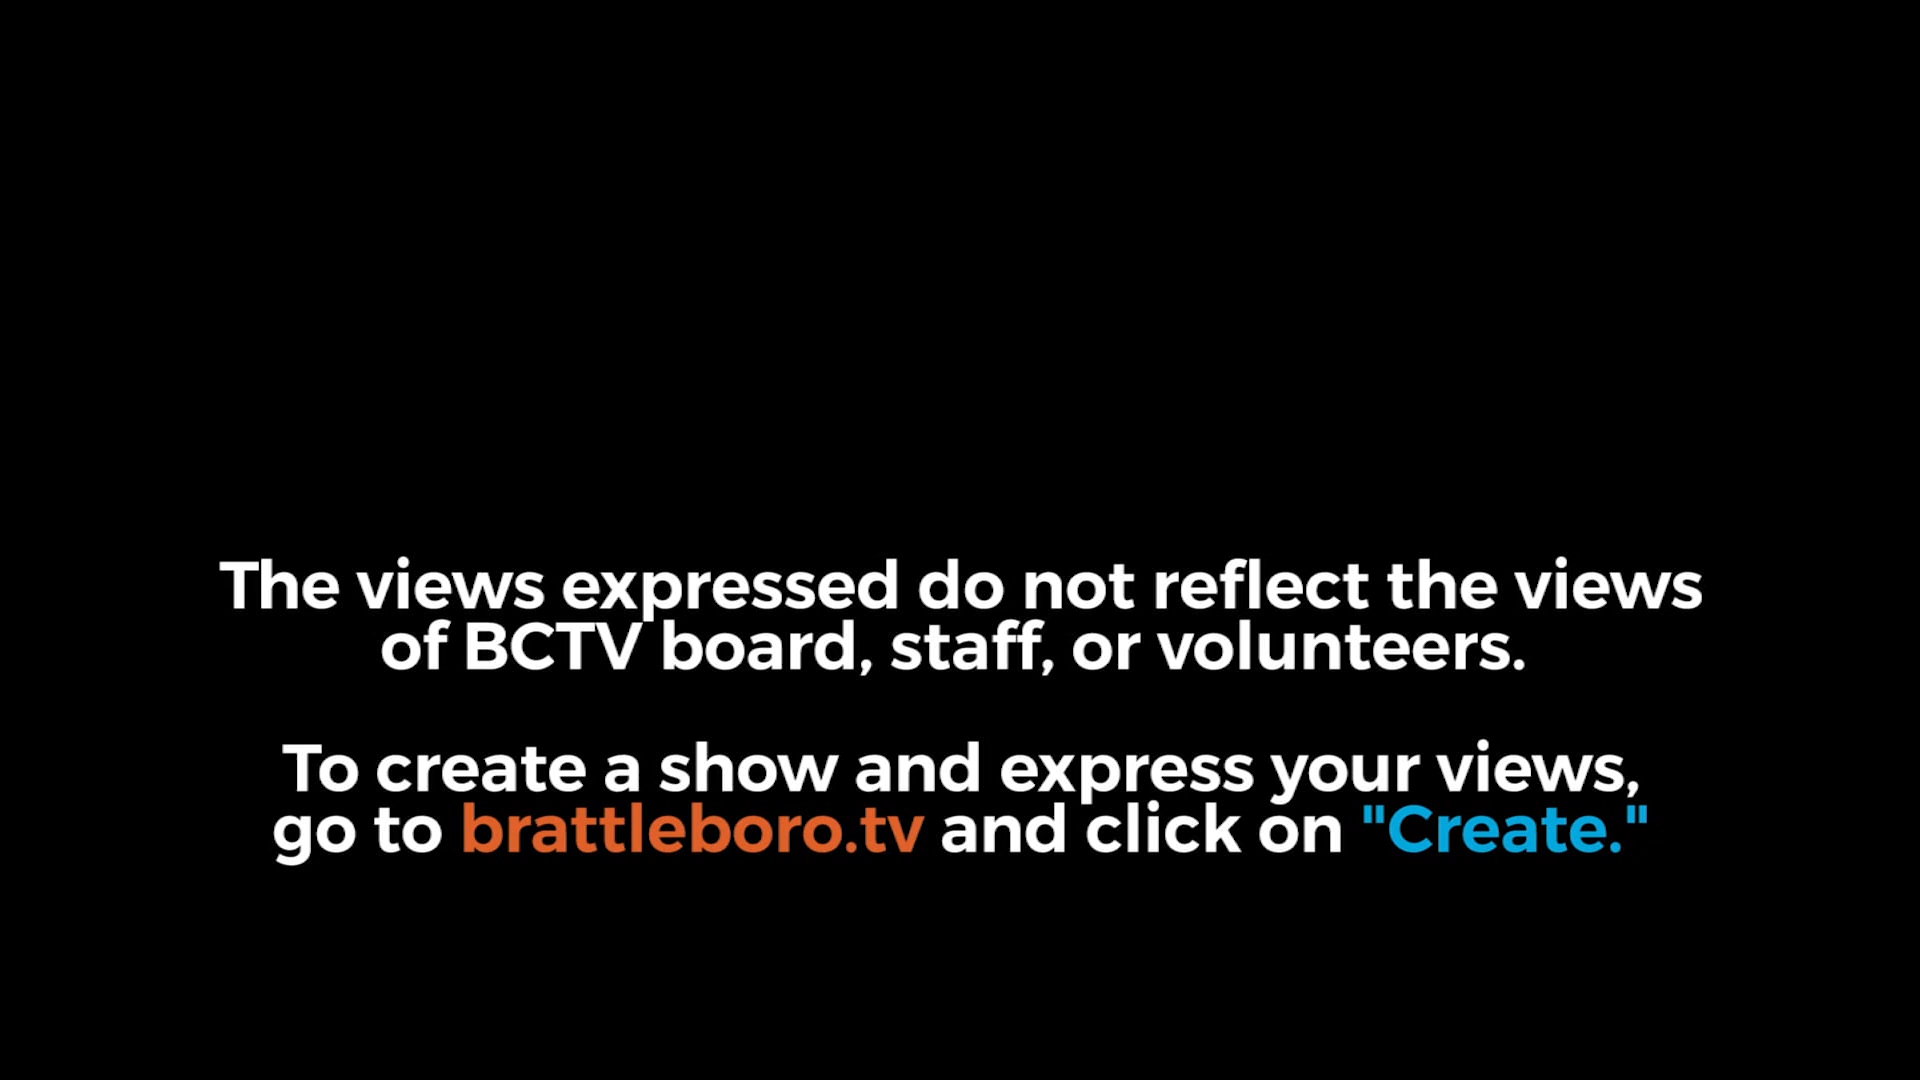 The views expressed do not reflect the views
of BCTV board, staff, or volunteers.
To create a show and express your views,
go to brattleboro.tv and click on "Create."